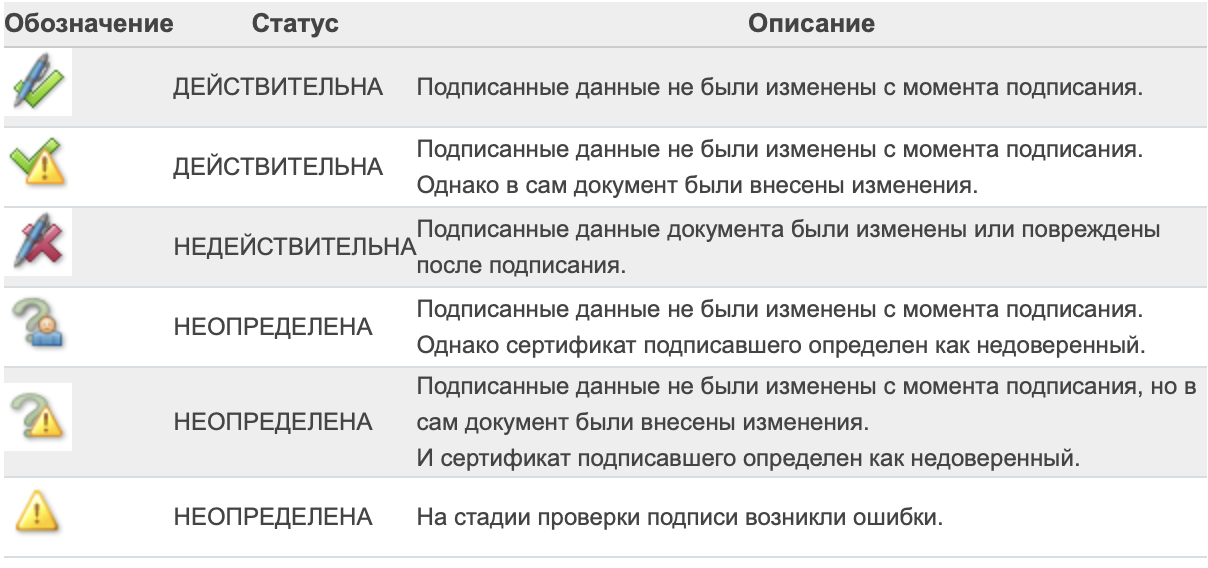 Обозначение Статус Описание
ДЕЙСТВИТЕЛЬНА Подписанные данные не были изменены с момента подписания.
ДЕЙСТВИТЕЛЬНА Подписанные данные не были изменены с момента подписания.
Однако в сам документ были внесены изменения.
НЕДЕЙСТВИТЕЛЬНА Подписанные данные документа были изменены или повреждены
после подписания.
НЕОПРЕДЕЛЕНА Подписанные данные не были изменены с момента подписания.
Однако сертификат подписавшего определен как недоверенный.
НЕОПРЕДЕЛЕНА Подписанные данные не были изменены с момента подписания, но в
сам документ были внесены изменения.
И сертификат подписавшего определен как недоверенный.
НЕОПРЕДЕЛЕНА На стадии проверки подписи возникли ошибки.